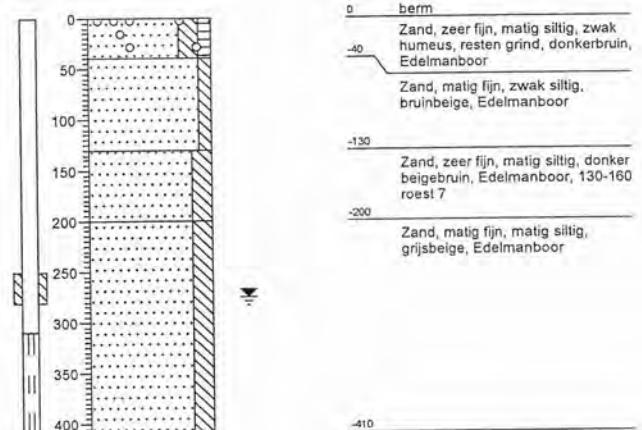 0
50
100
150
200
250
300
350
400
0 berm
Zand, zeer fijn, matig siltig, zwak
humeus, resten grind, donkerbruin,
-40
Edelmanboor
Zand, matig fijn, zwak siltig,
bruinbeige, Edelmanboor
-130
Zand, zeer fijn, matig siltig, donker
beigebruin, Edelmanboor, 130-160
roest 7
-200
Zand, matig fijn, matig siltig,
grijsbeige, Edelmanboor
-410